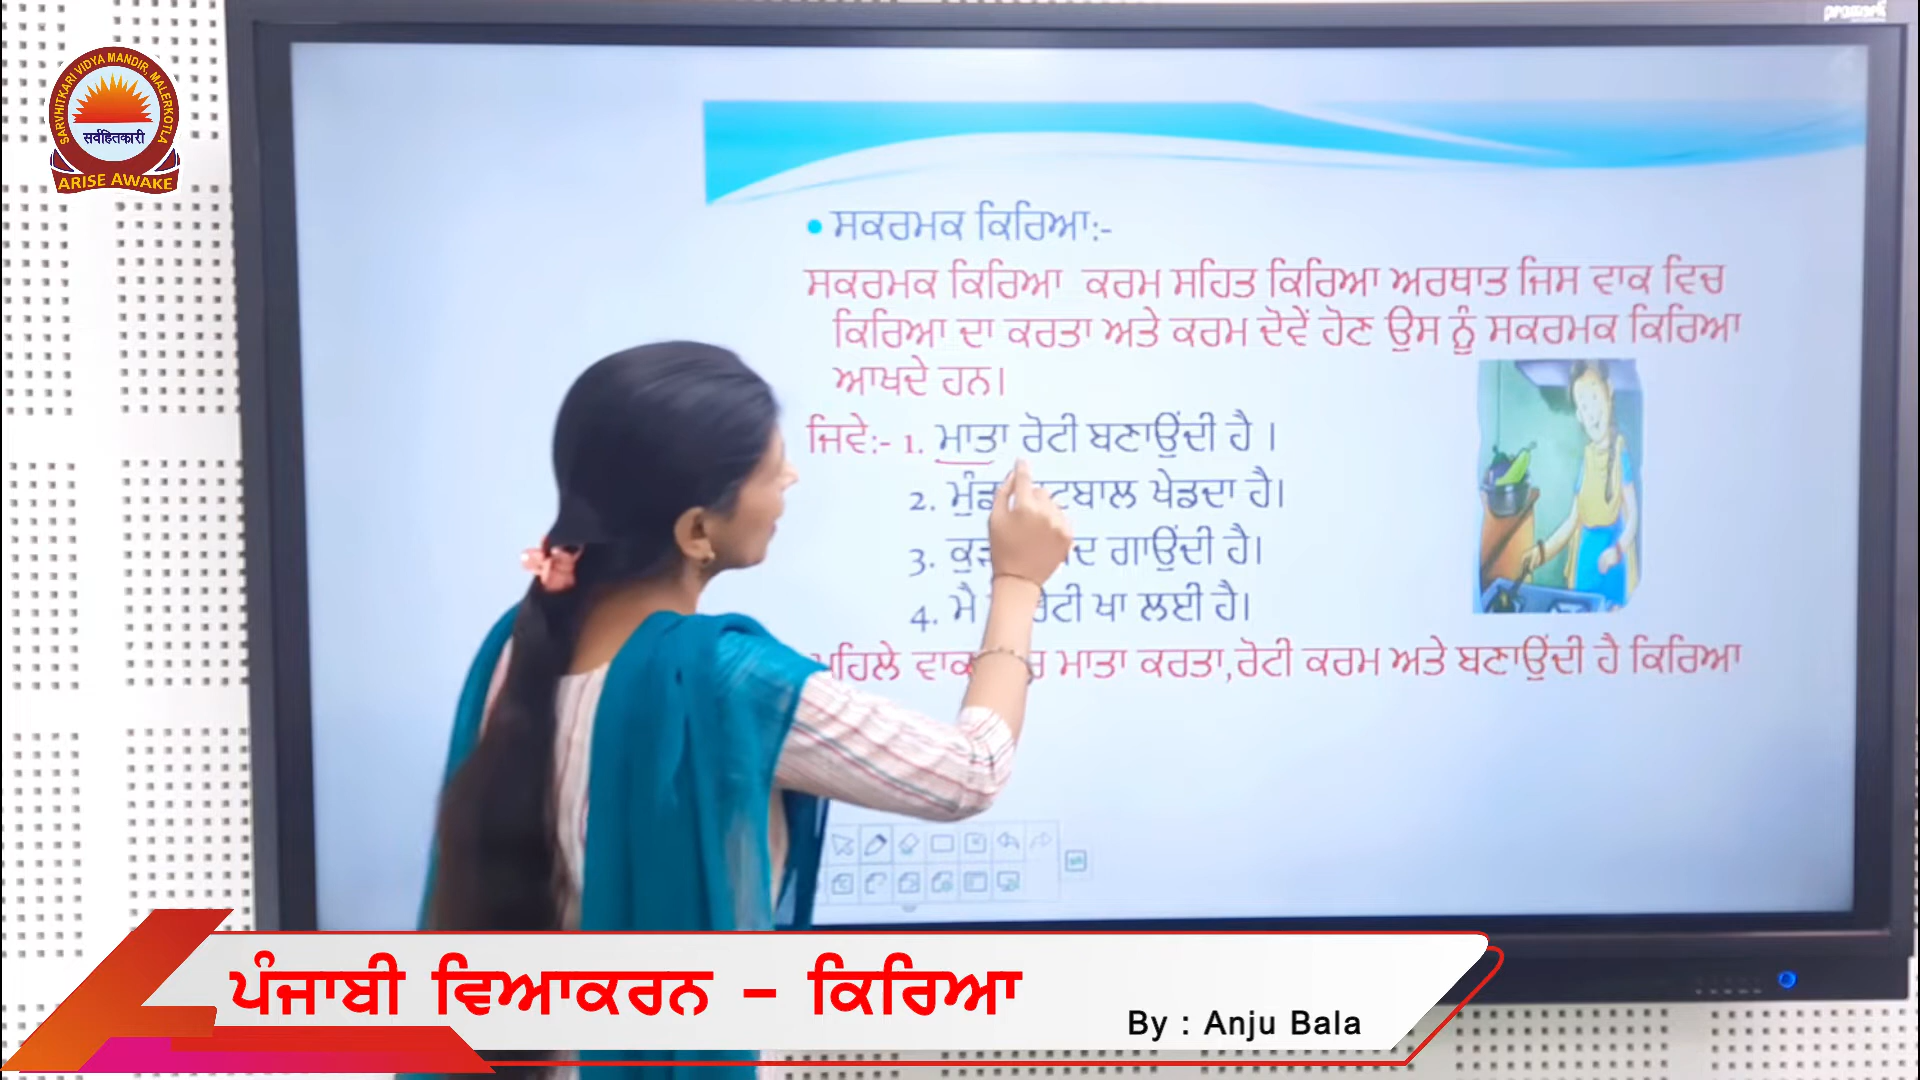 promark
SARVHITKARI VIDYA MANDIR, MALERKOTLA
सर्वहितकारी
ARISE AWAKE
• ਸਕਰਮਕ ਕਿਰਿਆ:-
ਸਕਰਮਕ ਕਿਰਿਆ ਕਰਮ ਸਹਿਤ ਕਿਰਿਆ ਅਰਥਾਤ ਜਿਸ ਵਾਕ ਵਿਚ
ਕਿਰਿਆ ਦਾ ਕਰਤਾ ਅਤੇ ਕਰਮ ਦੋਵੇਂ ਹੋਣ ਉਸ ਨੂੰ ਸਕਰਮਕ ਕਿਰਿਆ
ਆਖਦੇ ਹਨ।
ਜਿਵੇ:- 1. ਮਾਤਾ ਰੋਟੀ ਬਣਾਉਂਦੀ ਹੈ ।
2. ਖੇਡਦਾ ਹੈ।
3. ਗਾਉਂਦੀ ਹੈ।
4. ਮੈ ਖਾ ਲਈ ਹੈ।
ਵਾਕ ਮਾਤਾ ਕਰਤਾ,ਰੋਟੀ ਕਰਮ ਅਤੇ ਬਣਾਉਂਦੀ ਹੈ ਕਿਰਿਆ
ਪੰਜਾਬੀ ਵਿਆਕਰਨ – ਕਿਰਿਆ
By : Anju Bala